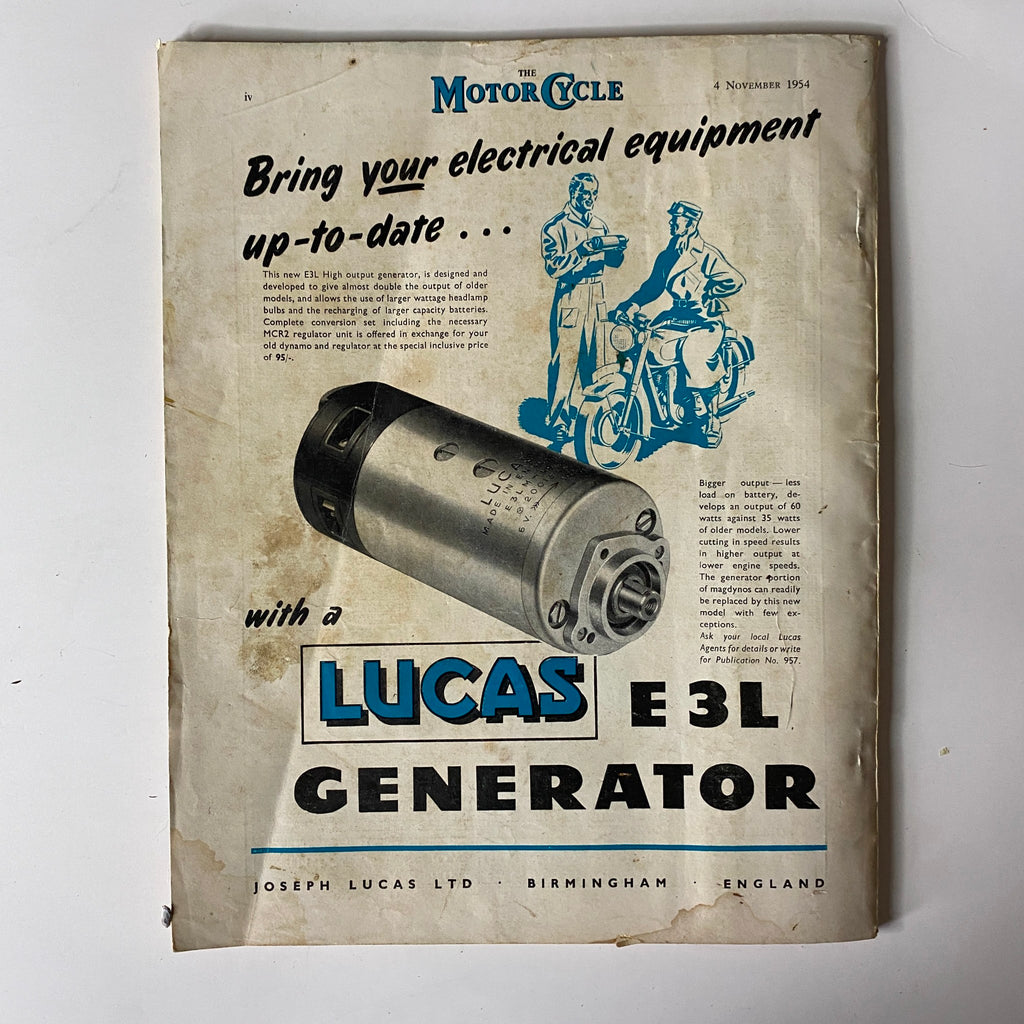 iv
THE
MOTOR CYCLE
4 NOVEMBER 1954
Bring your electrical equipment
up-to-date ...
This new E3L High output generator, is designed and
developed to give almost double the output of older
models, and allows the use of larger wattage headlamp
bulbs and the recharging of larger capacity batteries.
Complete conversion set including the necessary
MCR2 regulator unit is offered in exchange for your
old dynamo and regulator at the special inclusive price
of 95/-.
LUCAS
MADE IN
E3LM
6 V.
Bigger output — less
load on battery, de-
velops an output of 60
watts against 35 watts
of older models. Lower
cutting in speed results
in higher output at
lower engine speeds.
The generator portion
of magdynos can readily
be replaced by this new
model with few ex-
ceptions.
Ask your local Lucas
Agents for details or write
for Publication No. 957.
with a
LUCAS E3L
GENERATOR
JOSEPH LUCAS LTD · BIRMINGHAM · ENGLAND